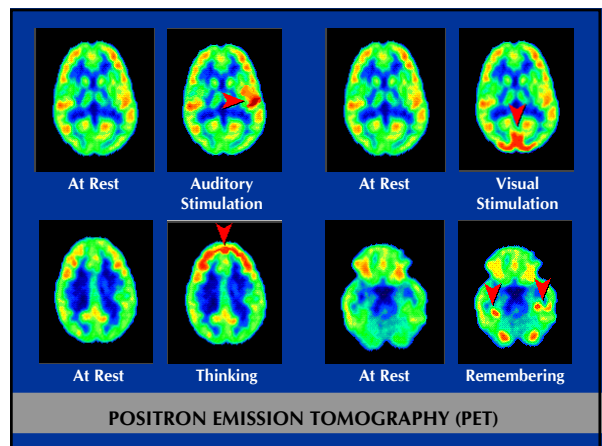 At Rest
Auditory
Stimulation
At Rest
Visual
Stimulation
At Rest
Thinking
At Rest
Remembering
POSITRON EMISSION TOMOGRAPHY (PET)